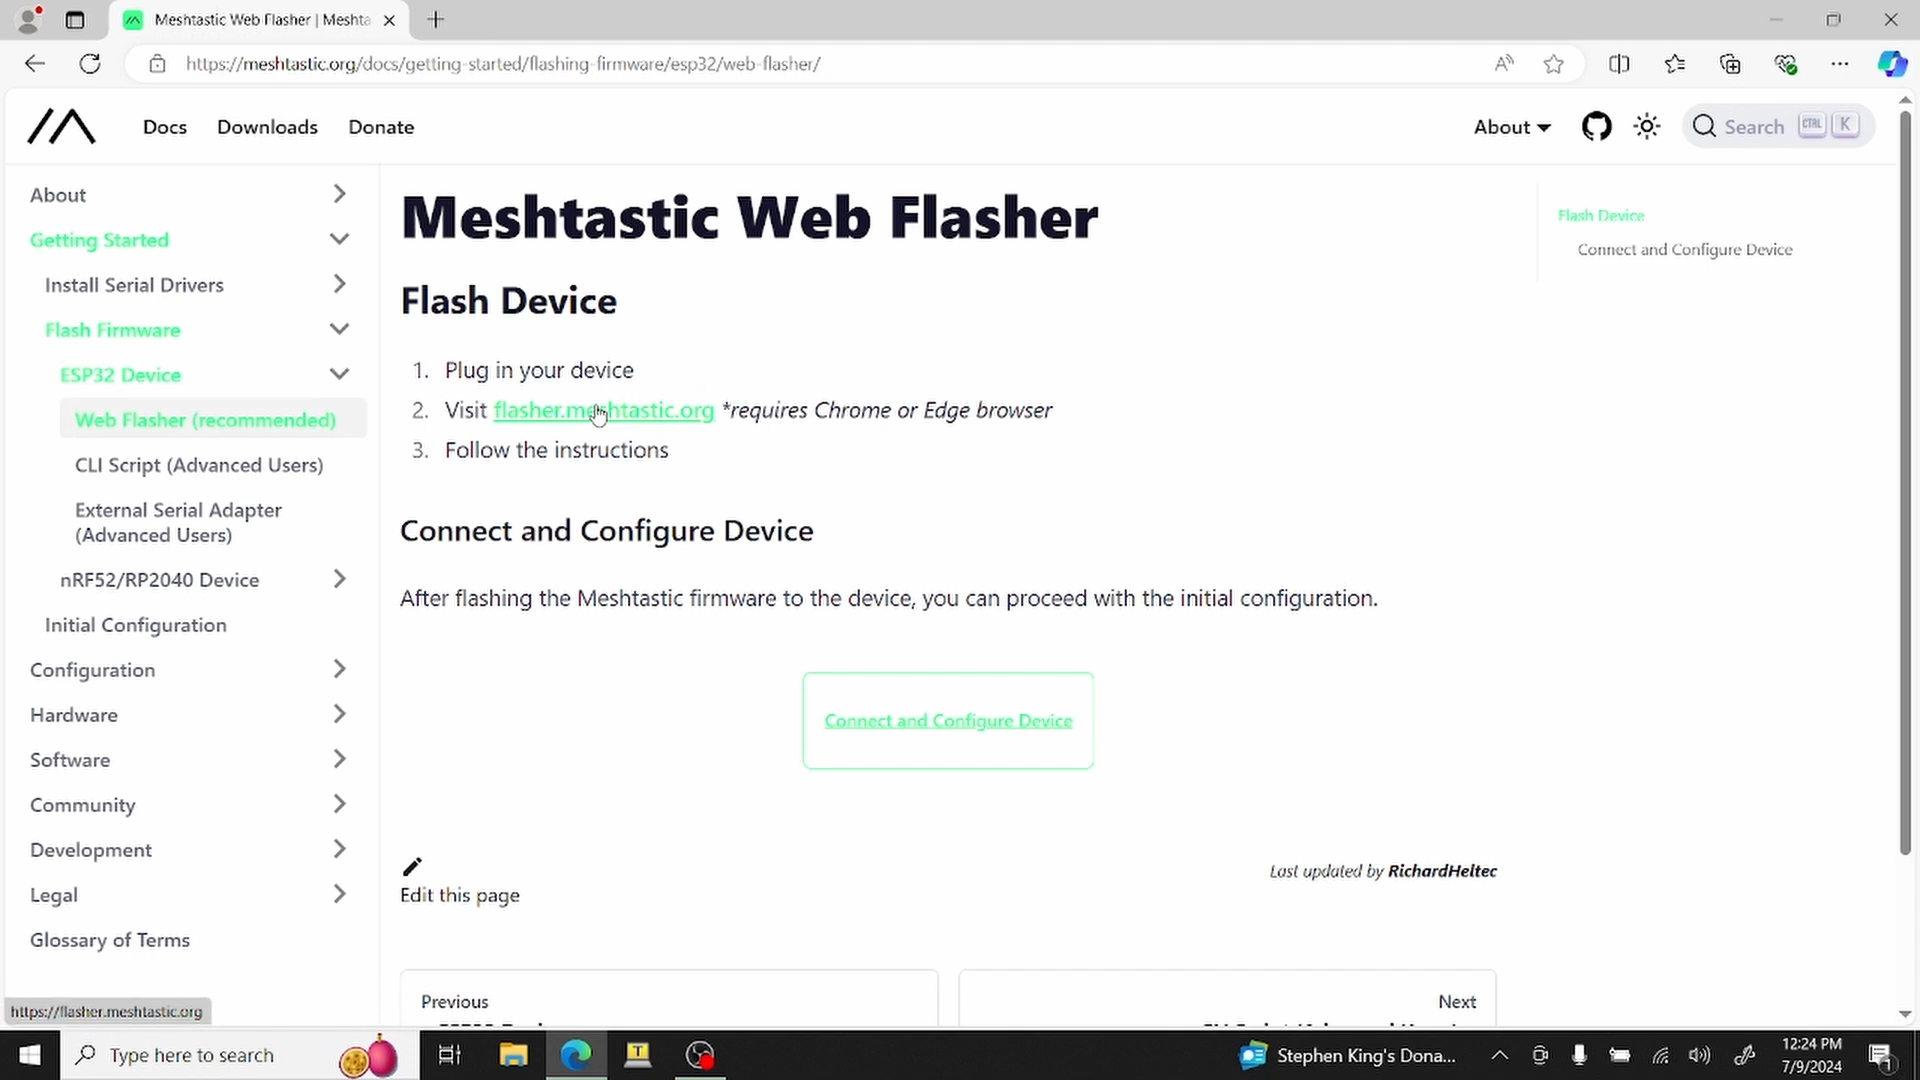 Meshtastic Web Flasher | Meshta
https://meshtastic.org/docs/getting-started/flashing-firmware/esp32/web-flasher/
Docs
Downloads
Donate
About
Search
CTRL
K
About
Getting Started
Install Serial Drivers
Flash Firmware
ESP32 Device
Web Flasher (recommended)
CLI Script (Advanced Users)
External Serial Adapter
(Advanced Users)
nRF52/RP2040 Device
Initial Configuration
Configuration
Hardware
Software
Community
Development
Legal
Glossary of Terms
Meshtastic Web Flasher
Flash Device
1. Plug in your device
2. Visit flasher.meshtastic.org *requires Chrome or Edge browser
3. Follow the instructions
Connect and Configure Device
After flashing the Meshtastic firmware to the device, you can proceed with the initial configuration.
Connect and Configure Device
Edit this page
Last updated by RichardHeltec
Previous
Next
Flash Device
Connect and Configure Device
https://flasher.meshtastic.org
Type here to search
T
Stephen King's Dona...
12:24 PM
7/9/2024
1